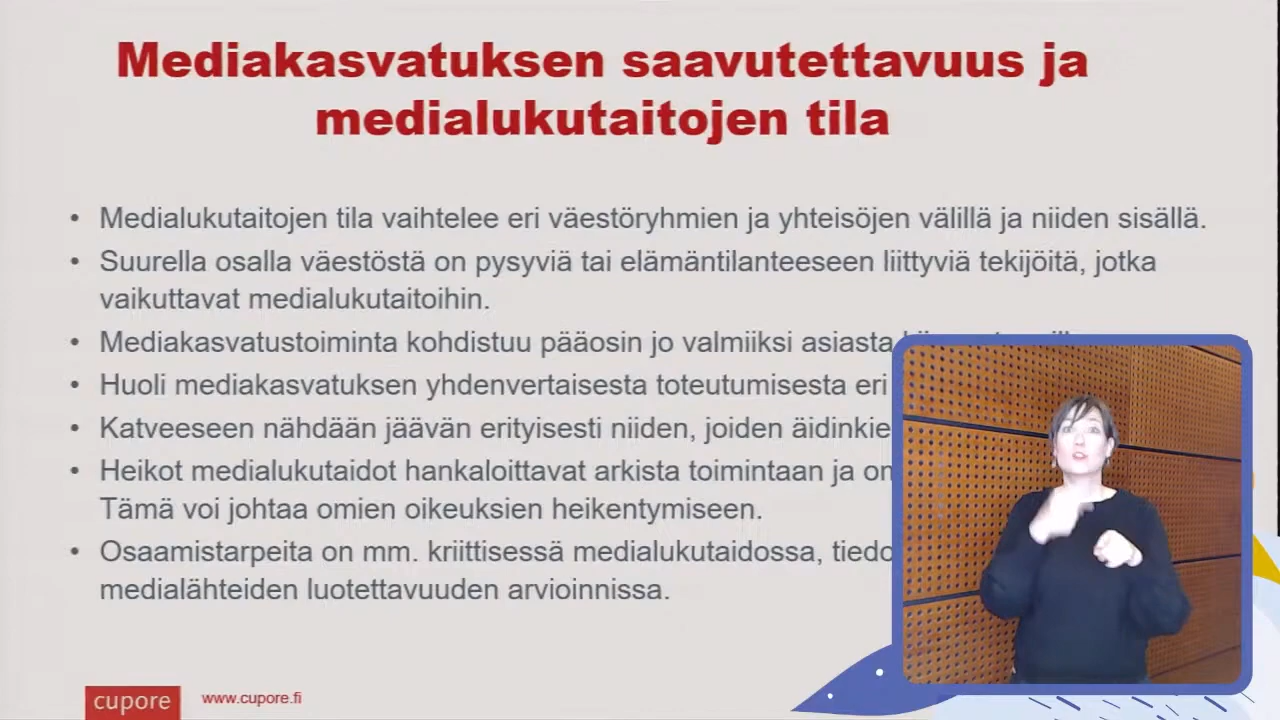 Mediakasvatuksen saavutettavuus ja
medialukutaitojen tila
• Medialukutaitojen tila vaihtelee eri väestöryhmien ja yhteisöjen välillä ja niiden sisällä.
• Suurella osalla väestöstä on pysyviä tai elämäntilanteeseen liittyviä tekijöitä, jotka
vaikuttavat medialukutaitoihin.
• Mediakasvatustoiminta kohdistuu pääosin jo valmiiksi asiasta
• Huoli mediakasvatuksen yhdenvertaisesta toteutumisesta eri
• Katveeseen nähdään jäävän erityisesti niiden, joiden
• Heikot medialukutaidot hankaloittavat arkista toimintaan ja
Tämä voi johtaa omien oikeuksien heikentymiseen.
• Osaamistarpeita on mm. kriittisessä medialukutaidossa,
medialähteiden luotettavuuden arvioinnissa.
cupore www.cupore.fi